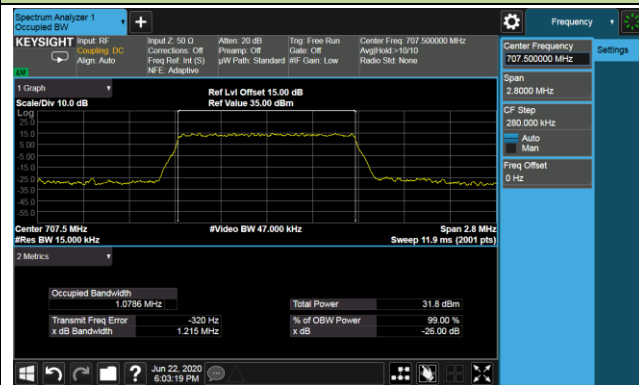 Spectrum Analyzer 1
Occupied BW
Frequency
KEYSIGHT
Input: RF
Coupling: DC
Align: Auto
Input Z: 50 Ω
Corrections: Off
Freq Ref: Int (S)
NFE: Adaptive
Atten: 20 dB
Preamp: Off
µW Path: Standard
Trig: Free Run
Gate: Off
#IF Gain: Low
Center Freq: 707.500000 MHz
Avg|Hold:>10/10
Radio Std: None
Center Frequency
707.500000 MHz
Settings
Span
2.8000 MHz
CF Step
280.000 kHz
Auto
Man
Freq Offset
0 Hz
1 Graph
Scale/Div 10.0 dB
Ref Lvl Offset 15.00 dB
Ref Value 35.00 dBm
Log
25.0
15.0
5.00
-5.00
-15.0
-25.0
-35.0
-45.0
-55.0
Center 707.5 MHz
#Res BW 15.000 kHz
#Video BW 47.000 kHz
Span 2.8 MHz
Sweep 11.9 ms (2001 pts)
2 Metrics
Occupied Bandwidth
1.0786 MHz
Total Power 31.8 dBm
Transmit Freq Error -320 Hz
% of OBW Power 99.00 %
x dB Bandwidth 1.215 MHz
x dB -26.00 dB
?
Jun 22, 2020
6:03:19 PM